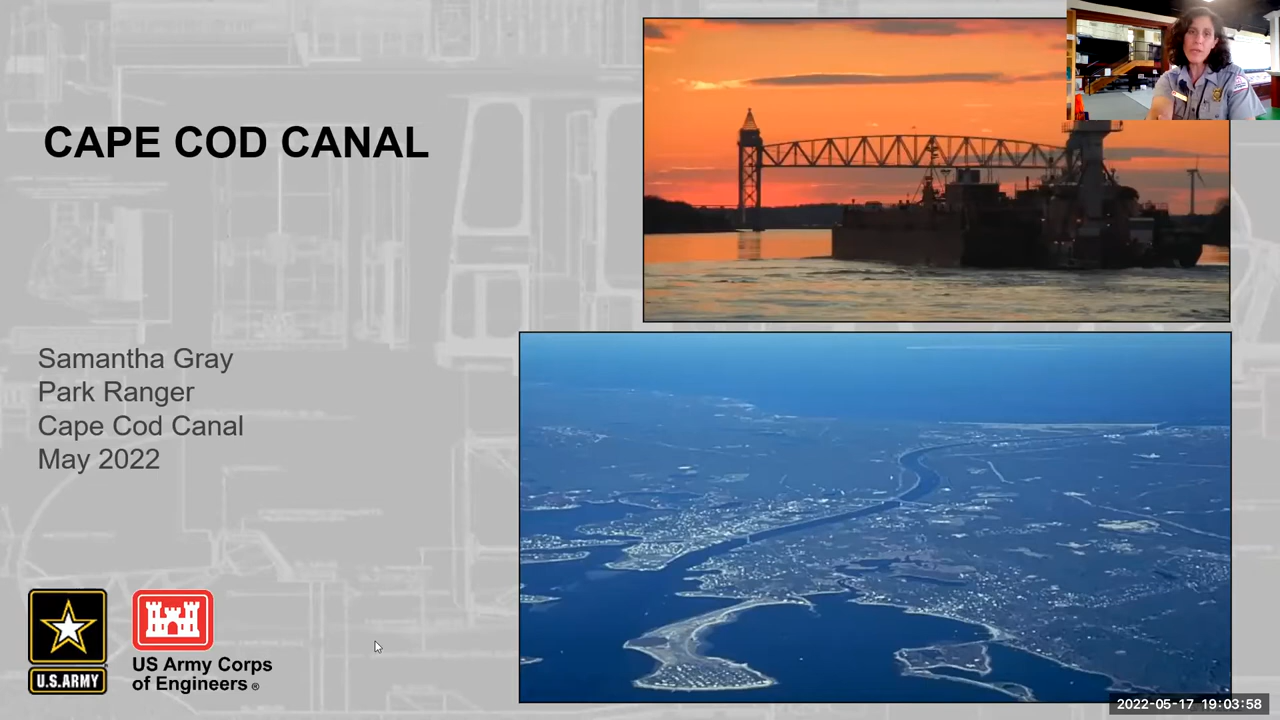 CAPE COD CANAL
Samantha Gray
Park Ranger
Cape Cod Canal
May 2022
U.S.ARMY
US Army Corps
of Engineers ®
2022-05-17 19:03:58